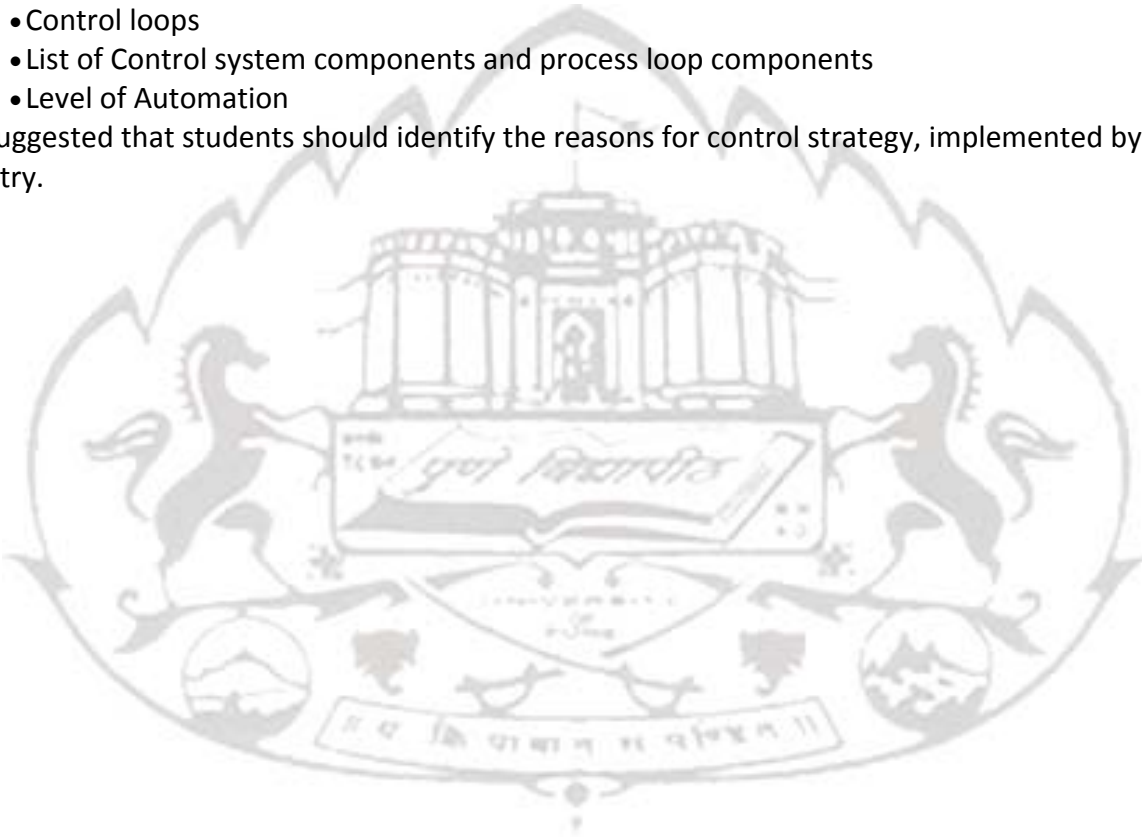 •Control loops
•List of Control system components and process loop components
•Level of Automation
uggested that students should identify the reasons for control strategy, implemented by
try.
पुणे विद्यापीठ